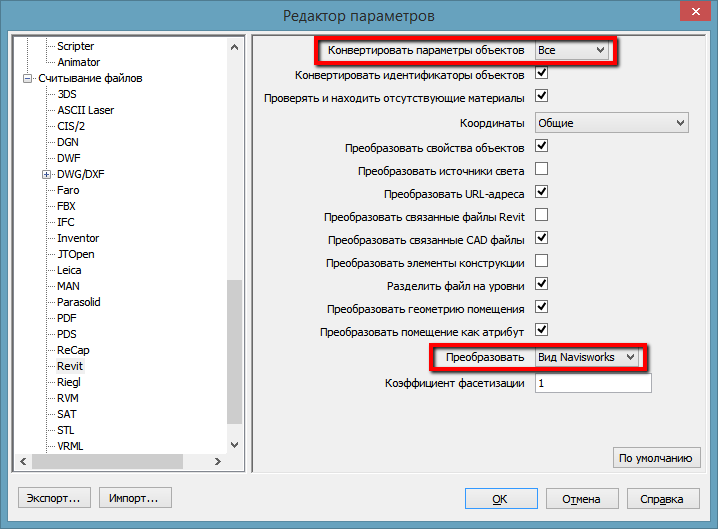 Редактор параметров
Scripter
Animator
Считывание файлов
3DS
ASCII Laser
CIS/2
DGN
DWF
DWG/DXF
Faro
FBX
IFC
Inventor
JTOpen
Leica
MAN
Parasolid
PDF
PDS
ReCap
Revit
Riegl
RVM
SAT
STL
VRML
Конвертировать параметры объектов Все
Конвертировать идентификаторы объектов
Проверять и находить отсутствующие материалы
Координаты Общие
Преобразовать свойства объектов
Преобразовать источники света
Преобразовать URL-адреса
Преобразовать связанные файлы Revit
Преобразовать связанные CAD файлы
Преобразовать элементы конструкции
Разделить файл на уровни
Преобразовать геометрию помещения
Преобразовать помещение как атрибут
Преобразовать Вид Navisworks
Коэффициент фасетизации 1
По умолчанию
Экспорт... Импорт... ОК Отмена Справка